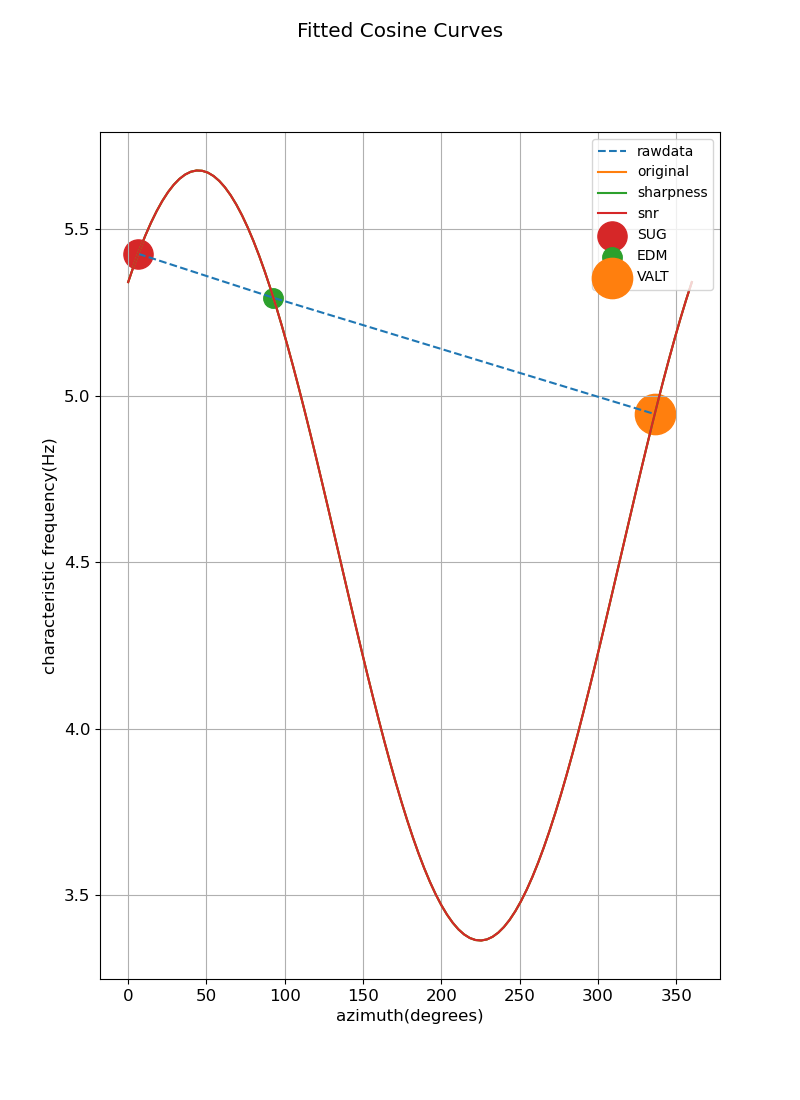 Fitted Cosine Curves
rawdata
original
sharpness
snr
SUG
EDM
VALT
5.5
5.0
4.5
4.0
3.5
characteristic frequency(Hz)
0 50 100 150 200 250 300 350
azimuth(degrees)